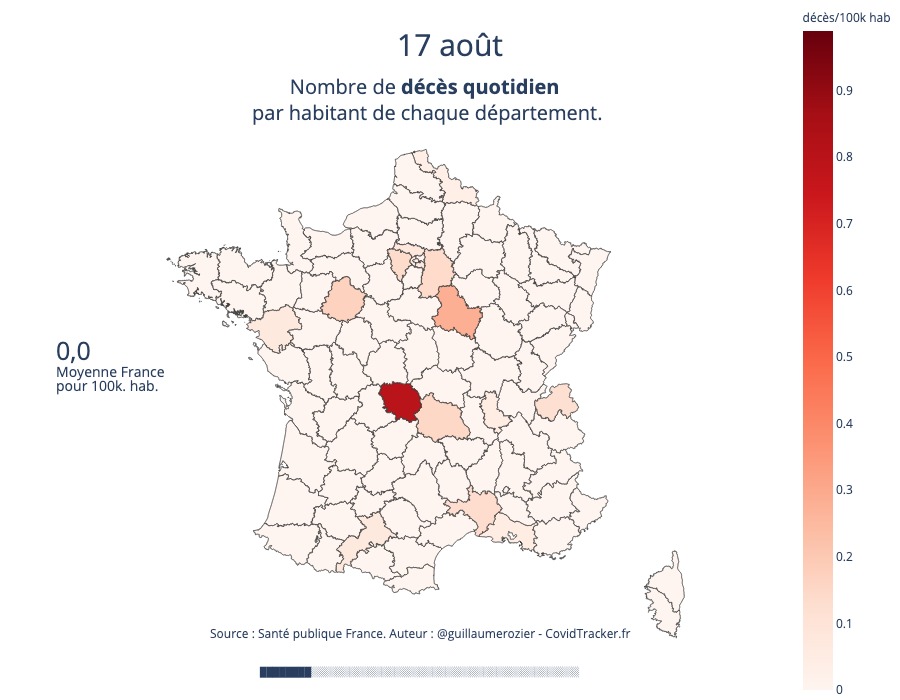 décès/100k hab
17 août
Nombre de décès quotidien
par habitant de chaque département.
0.9
0.8
0.7
0.6
0.5
0.4
0.3
0.2
0.1
0
0,0
Moyenne France
pour 100k. hab.
Source : Santé publique France. Auteur : @guillaumerozier - CovidTracker.fr